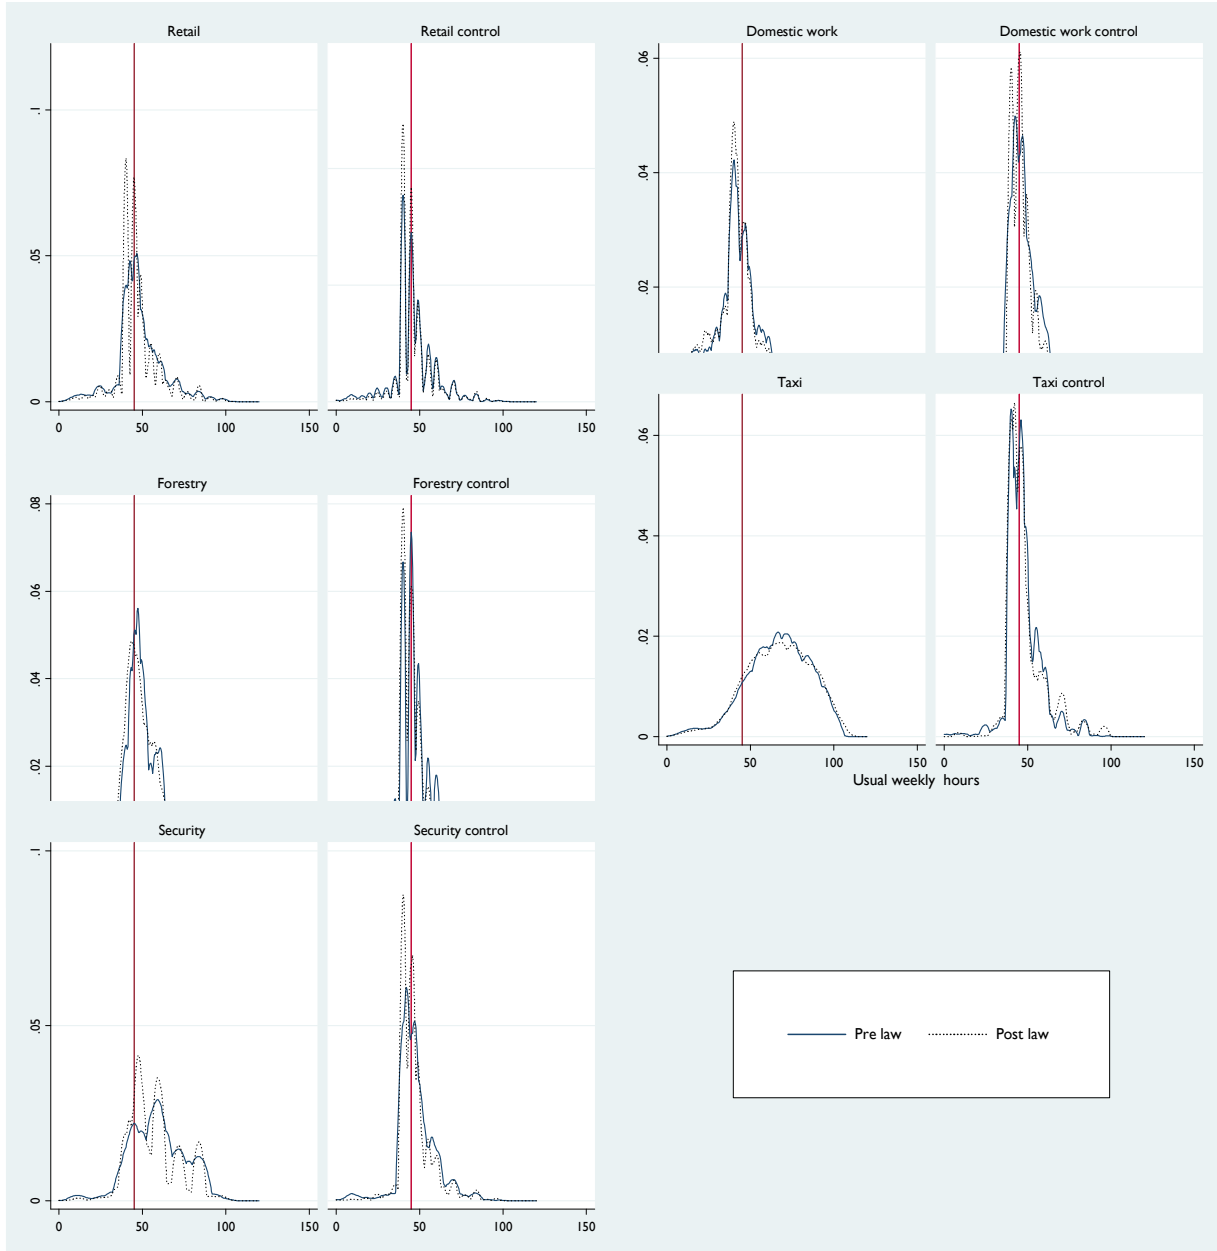 Retail
Retail control
.1
.05
0
0 50 100 150
0 50 100 150
Domestic work
Domestic work control
.06
.04
.02
Taxi
Taxi control
.06
.04
.02
0
0 50 100 150
0 50 100 150
Usual weekly hours
Forestry
Forestry control
.08
.06
.04
.02
Security
Security control
.1
.05
0
0 50 100 150
0 50 100 150
Pre law
Post law